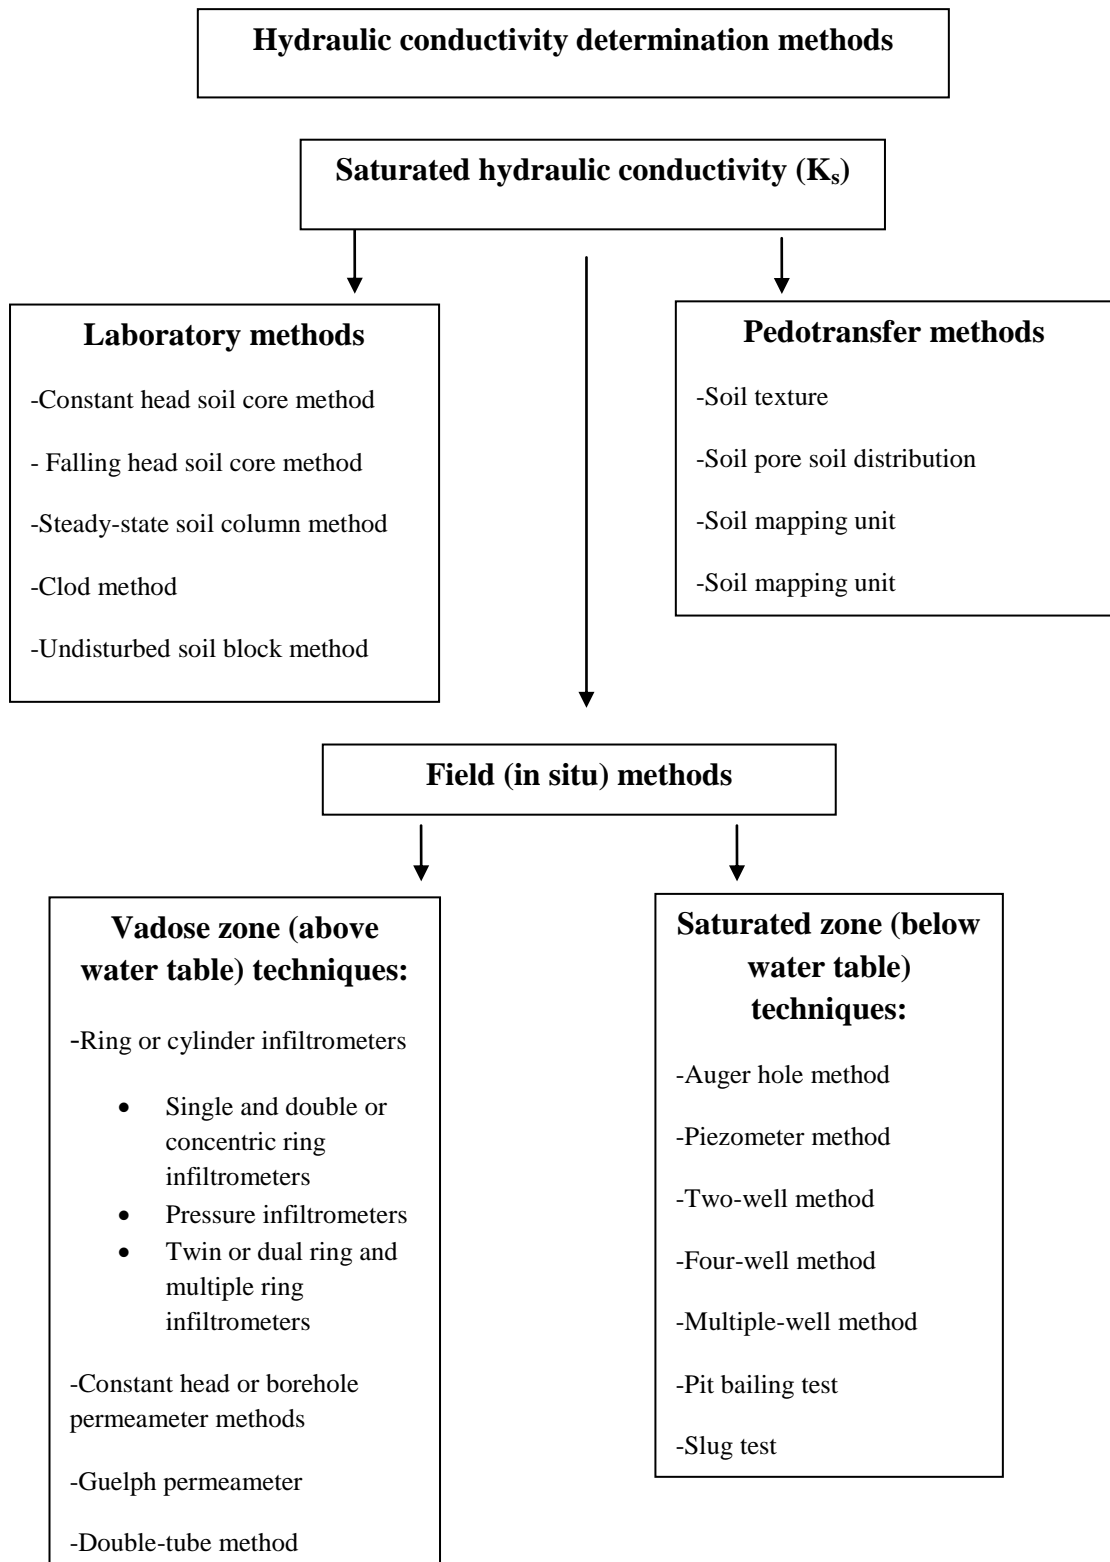 Hydraulic conductivity determination methods
Saturated hydraulic conductivity (Ks)
Laboratory methods
-Constant head soil core method
- Falling head soil core method
-Steady-state soil column method
-Clod method
-Undisturbed soil block method
Pedotransfer methods
-Soil texture
-Soil pore soil distribution
-Soil mapping unit
-Soil mapping unit
Field (in situ) methods
Vadose zone (above
water table) techniques:
-Ring or cylinder infiltrometers
• Single and double or
concentric ring
infiltrometers
• Pressure infiltrometers
• Twin or dual ring and
multiple ring
infiltrometers
-Constant head or borehole
permeameter methods
-Guelph permeameter
-Double-tube method
Saturated zone (below
water table)
techniques:
-Auger hole method
-Piezometer method
-Two-well method
-Four-well method
-Multiple-well method
-Pit bailing test
-Slug test